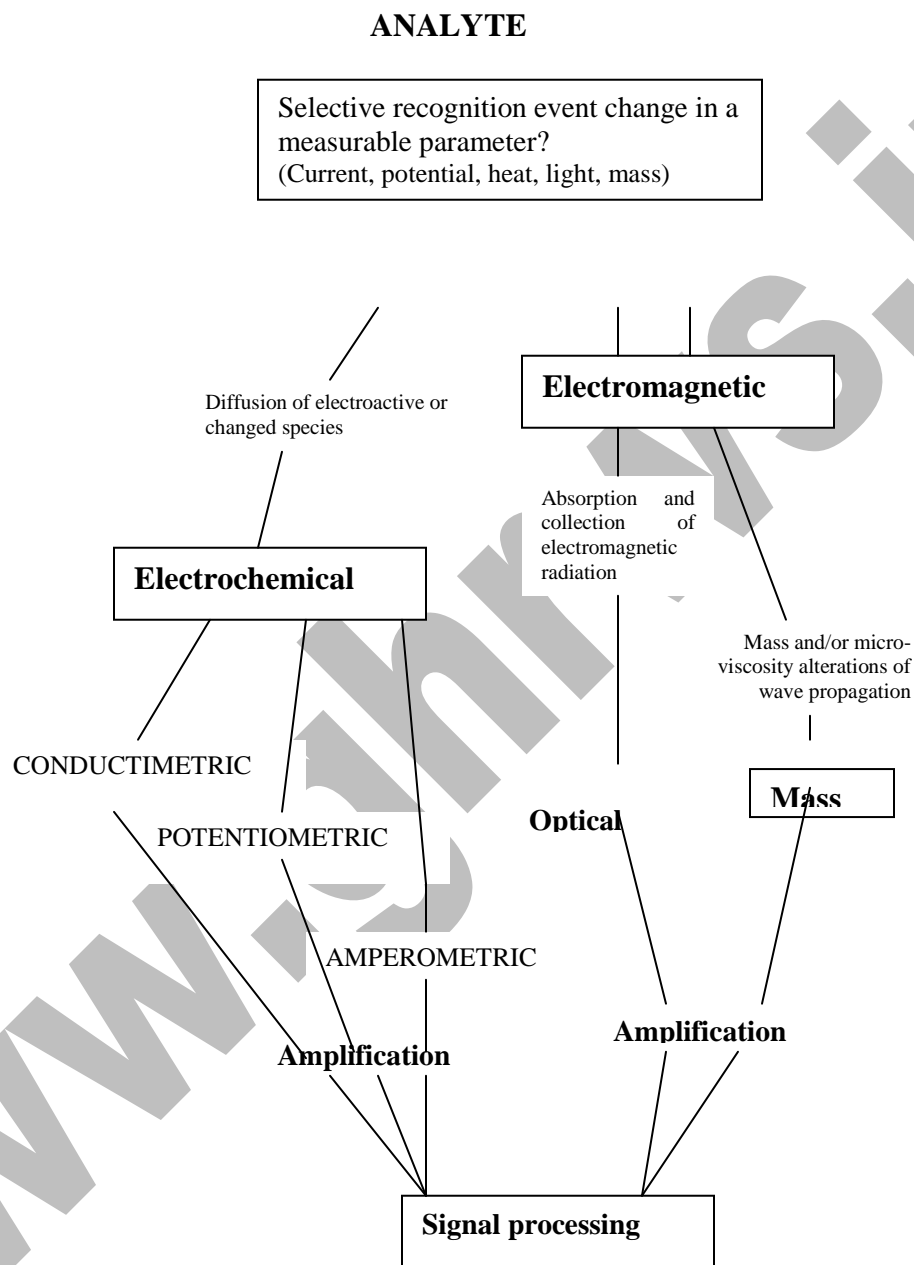 ANALYTE
Selective recognition event change in a
measurable parameter?
(Current, potential, heat, light, mass)
Electromagnetic
Diffusion of electroactive or
changed species
Absorption and
collection of
electromagnetic
radiation
Electrochemical
Mass and/or micro-
viscosity alterations of
wave propagation
CONDUCTIMETRIC
Mass
Optical
POTENTIOMETRIC
AMPEROMETRIC
Amplification
Amplification
Signal processing